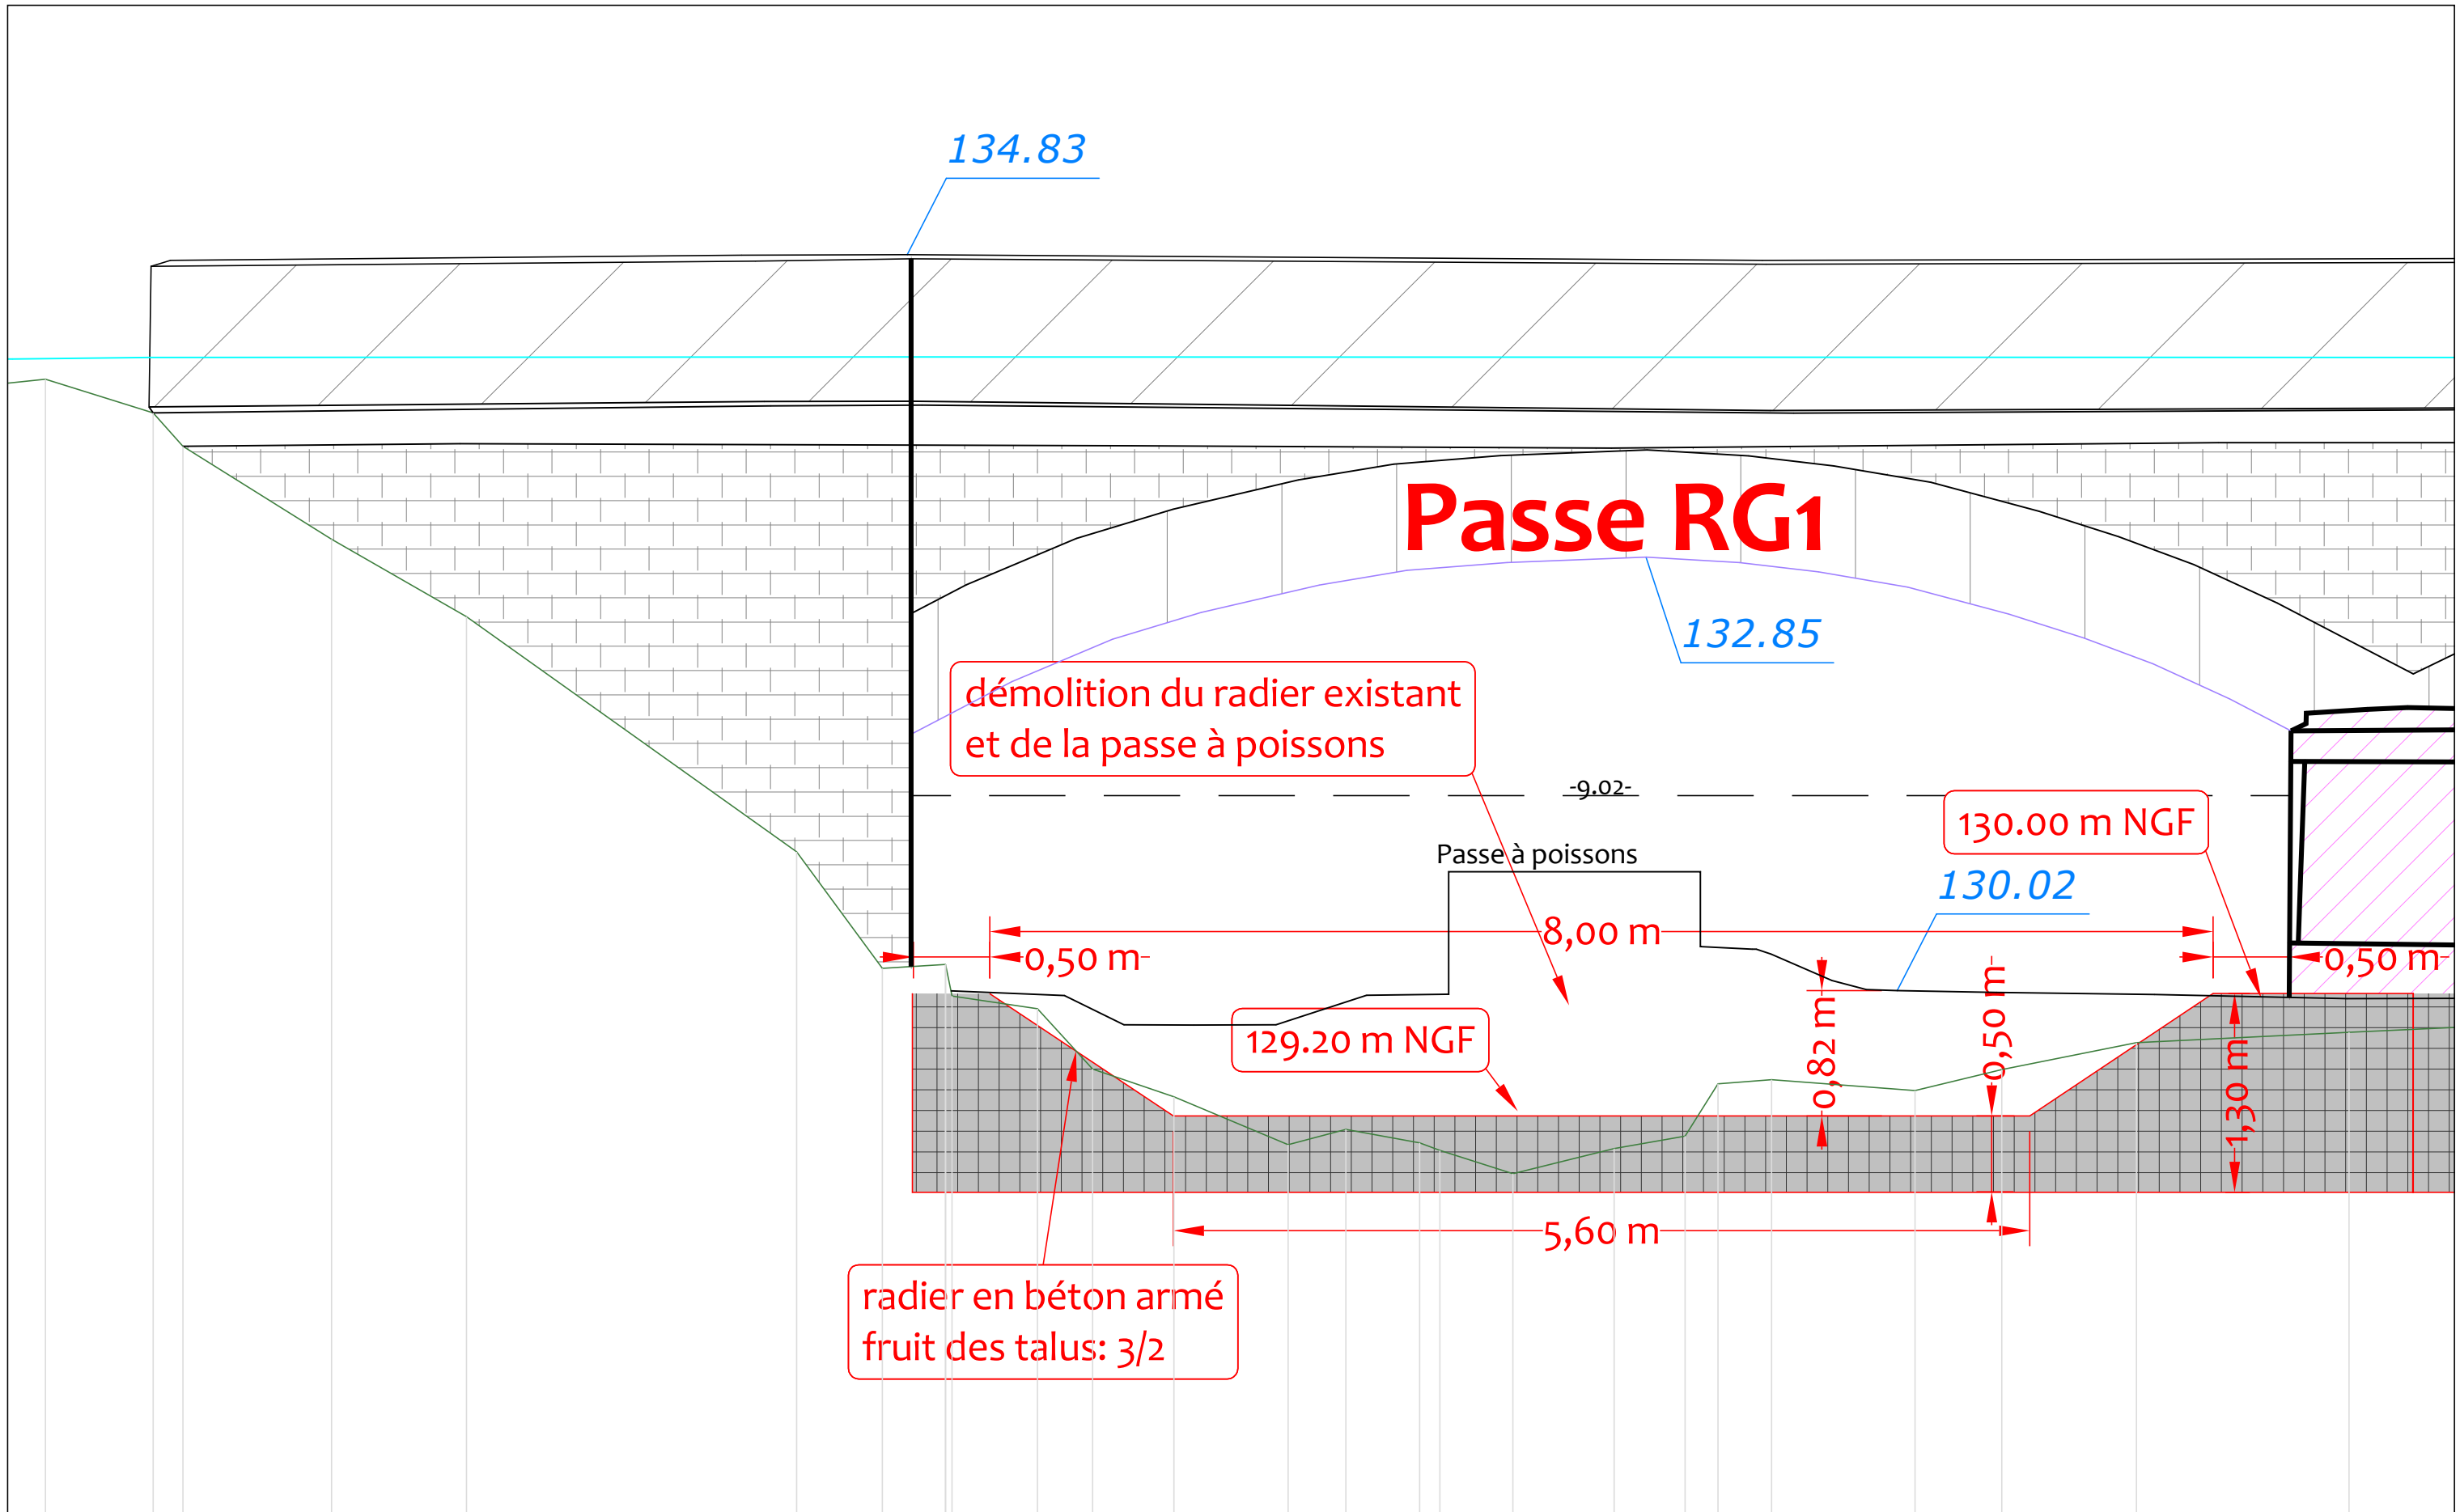 134.83
Passe RG1
132.85
démolition du radier existant
et de la passe à poissons
-9.02-
130.00 m NGF
Passe à poissons
130.02
8,00 m
0,50 m
0,50 m
129.20 m NGF
0,82 m
0,50 m
1,30 m
5,60 m
radier en béton armé
fruit des talus: 3/2